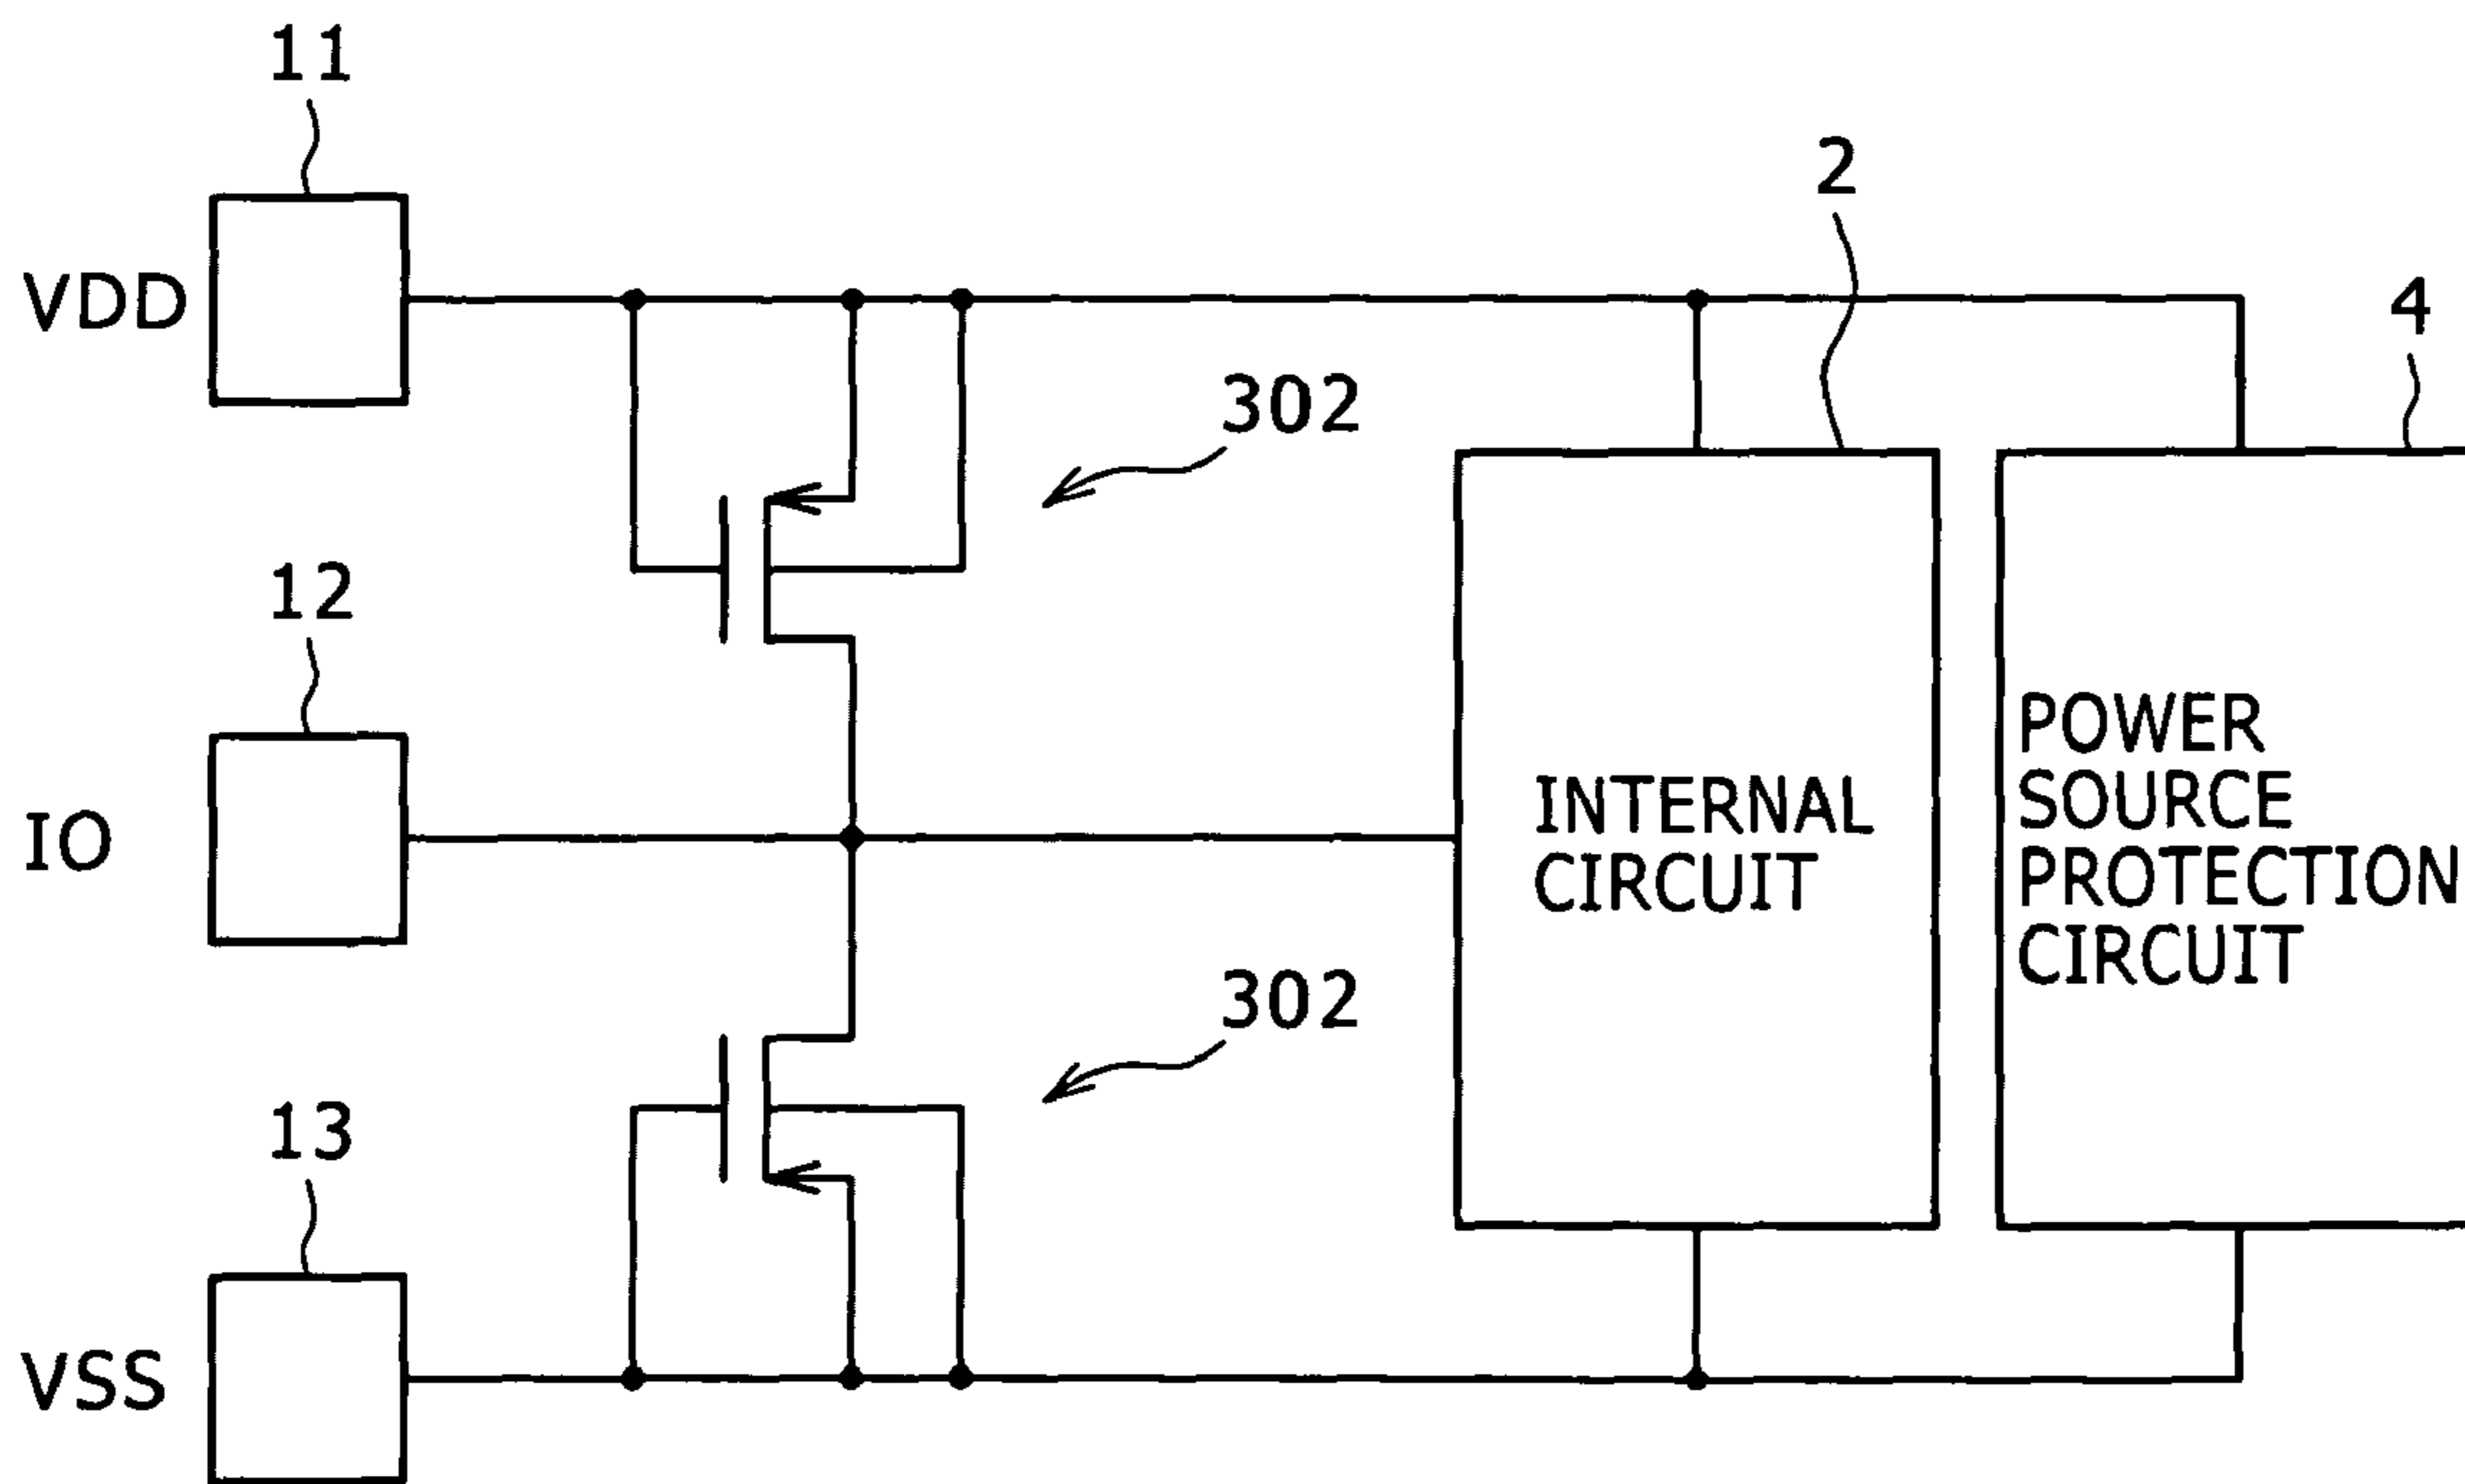 11
2
VDD
4
302
12
POWER
SOURCE
PROTECTION
CIRCUIT
INTERNAL
CIRCUIT
IO
302
13
VSS